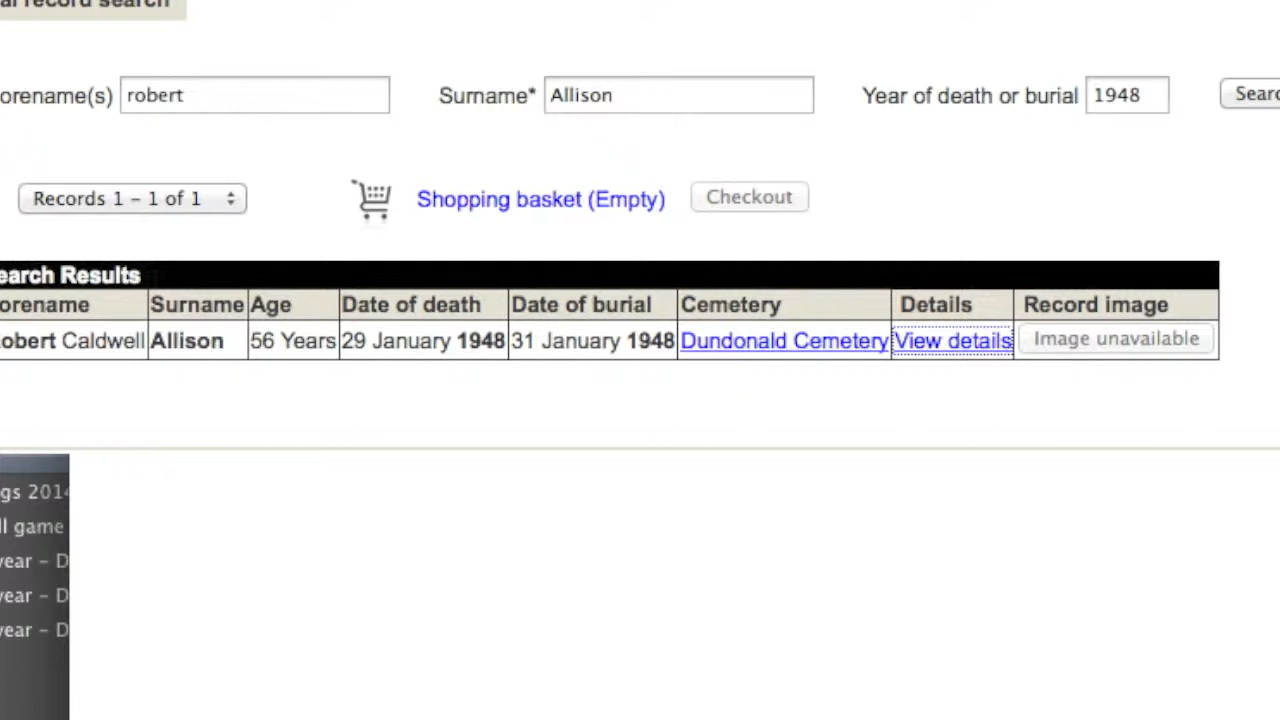 al record search
orename(s) robert Surname* Allison Year of death or burial 1948 Searc
Records 1 - 1 of 1 Shopping basket (Empty) Checkout
earch Results
orename Surname Age Date of death Date of burial Cemetery Details Record image
obert Caldwell Allison 56 Years 29 January 1948 31 January 1948 Dundonald Cemetery View details Image unavailable
gs 2014
ll game
year - D
year - D
year - D